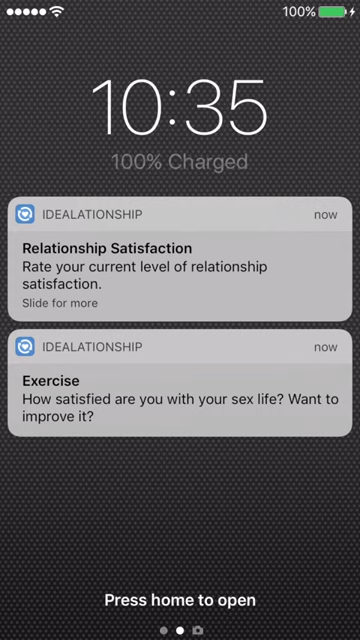 100%
10:35
100% Charged
IDEALATIONSHIP now
Relationship Satisfaction
Rate your current level of relationship
satisfaction.
Slide for more
IDEALATIONSHIP now
Exercise
How satisfied are you with your sex life? Want to
improve it?
Press home to open